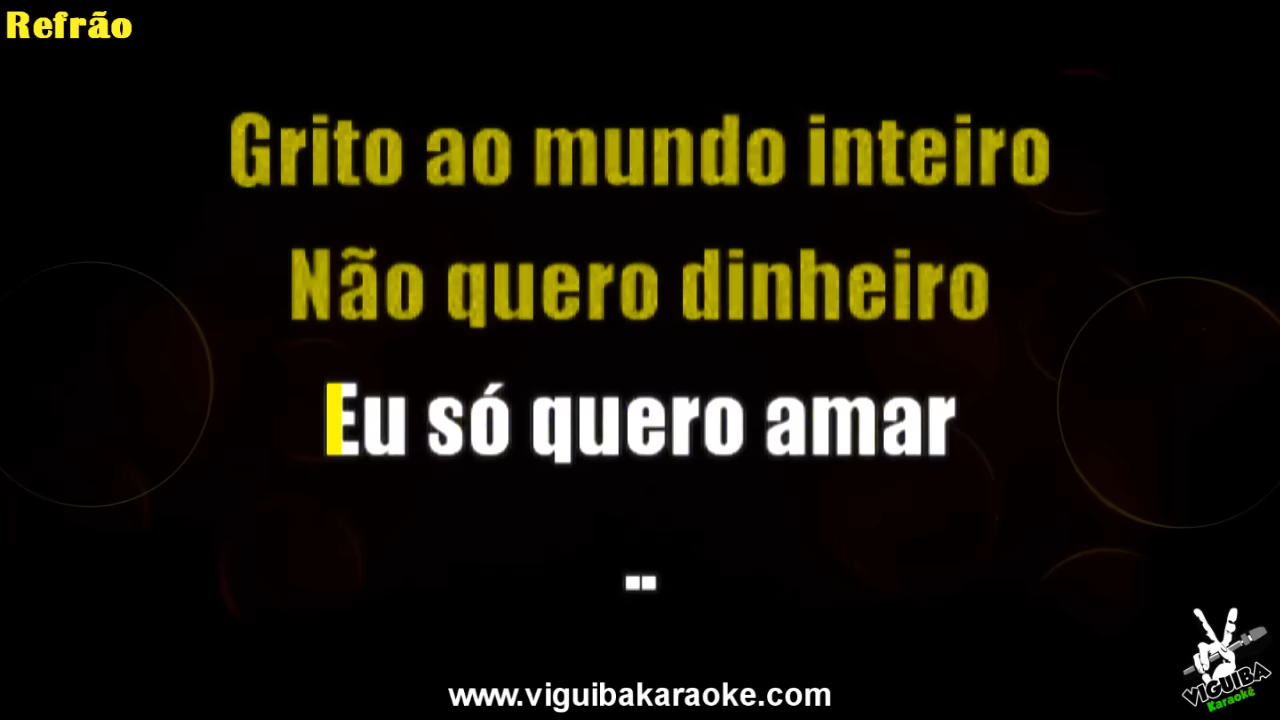 Refrão
Grito ao mundo inteiro
Não quero dinheiro
Eu só quero amar
--
www.viguibakaraoke.com
VIGUIBA
Karaokê